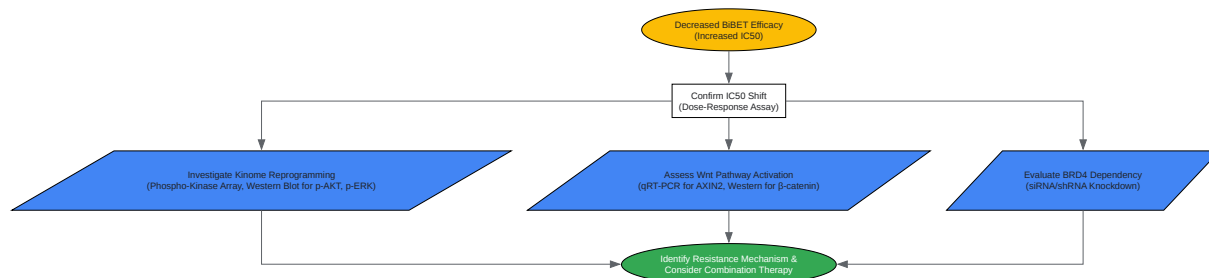 Decreased BiBET Efficacy
(Increased IC50)
Confirm IC50 Shift
(Dose-Response Assay)
Investigate Kinome Reprogramming
(Phospho-Kinase Array, Western Blot for p-AKT, p-ERK)
Assess Wnt Pathway Activation
(qRT-PCR for AXIN2, Western for β-catenin)
Evaluate BRD4 Dependency
(siRNA/shRNA Knockdown)
Identify Resistance Mechanism &
Consider Combination Therapy